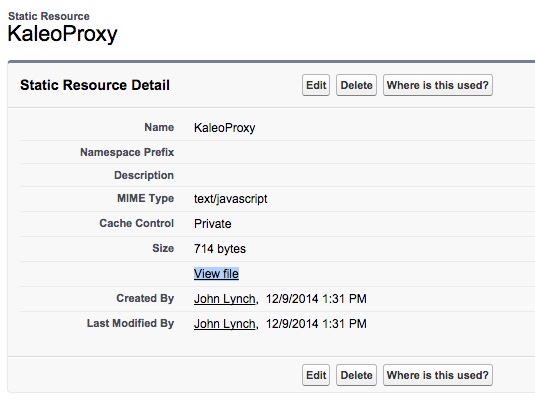 Static Resource
KaleoProxy
Static Resource Detail Edit Delete Where is this used?
Name KaleoProxy
Namespace Prefix
Description
MIME Type text/javascript
Cache Control Private
Size 714 bytes
View file
Created By John Lynch, 12/9/2014 1:31 PM
Last Modified By John Lynch, 12/9/2014 1:31 PM
Edit Delete Where is this used?